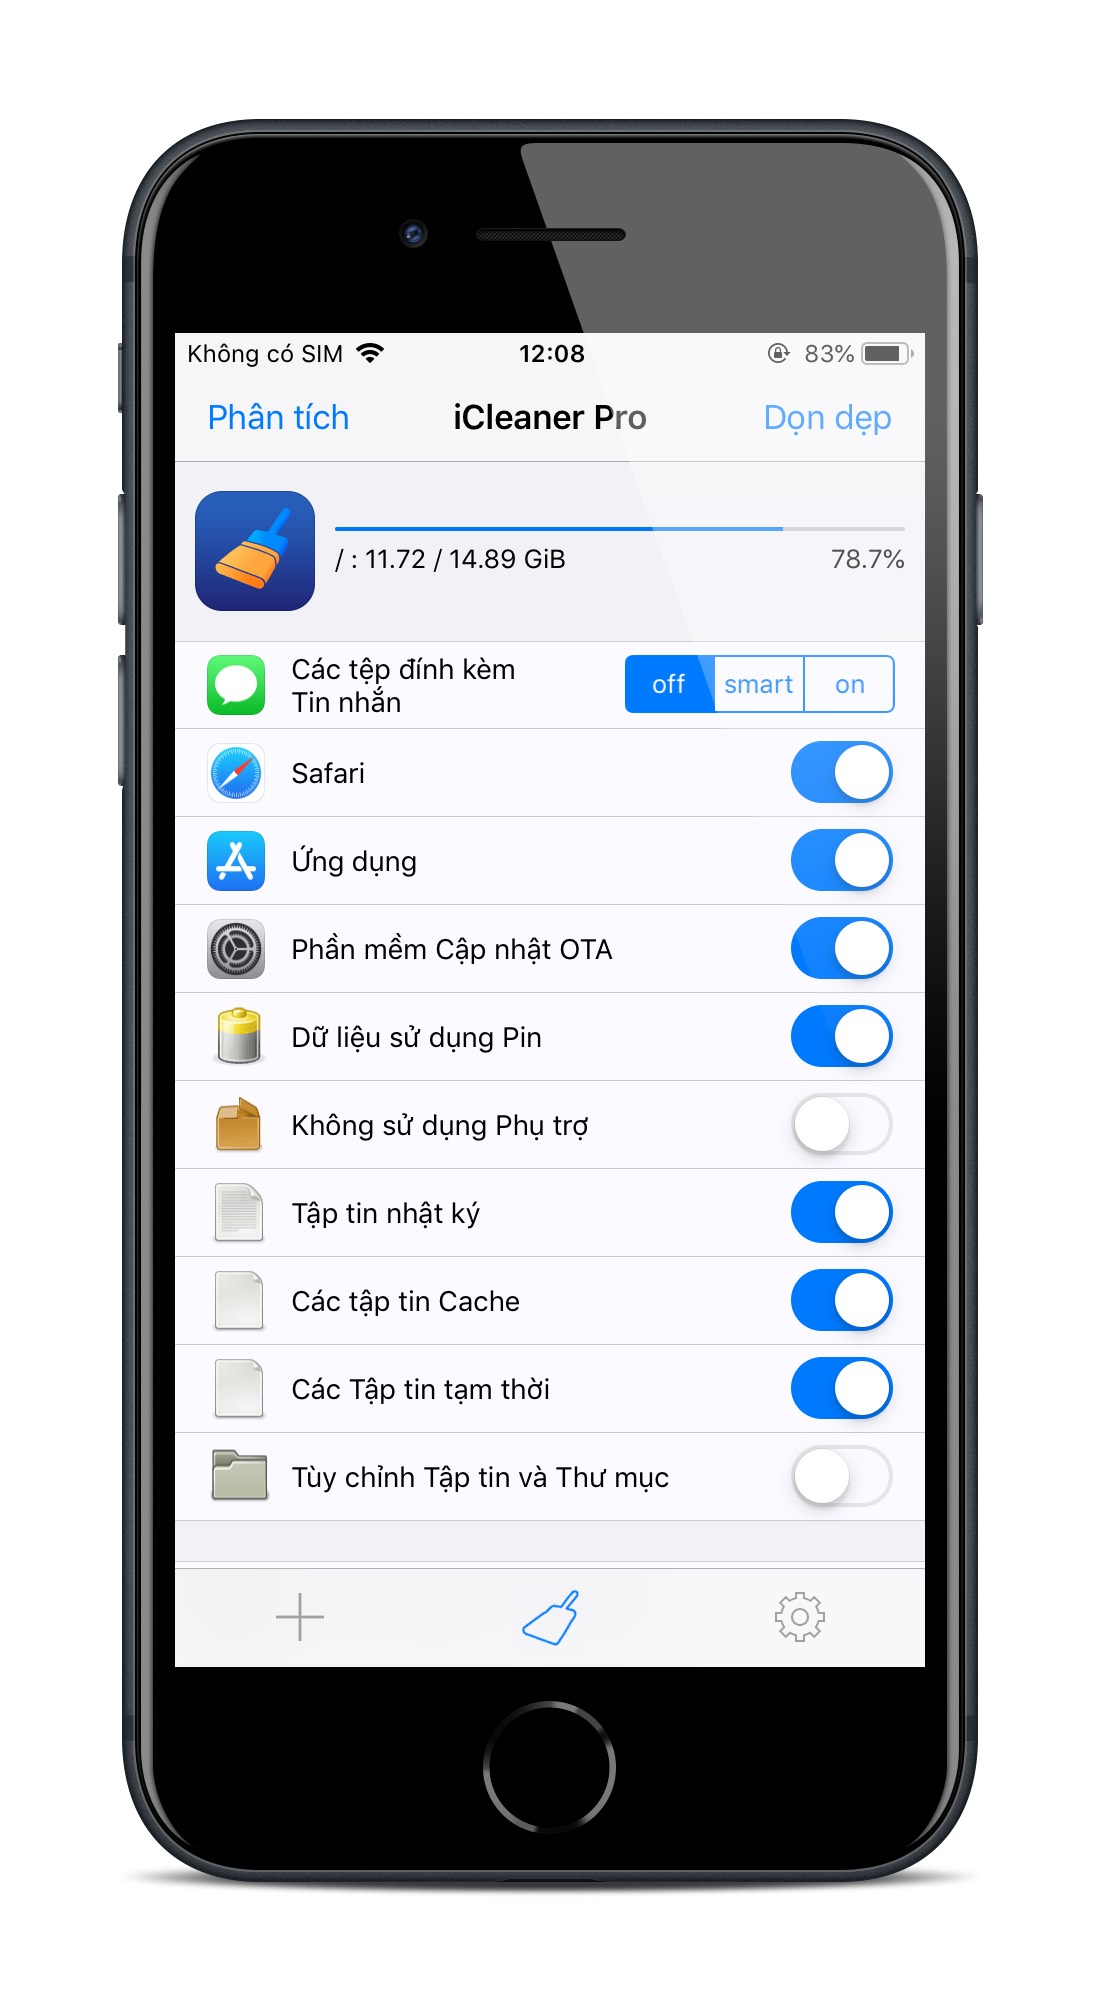 Không có SIM 12:08 83%
Phân tích iCleaner Pro Dọn dẹp
/ : 11.72 / 14.89 GiB 78.7%
Các tệp đính kèm
Tin nhắn
off smart on
Safari
Ứng dụng
Phần mềm Cập nhật OTA
Dữ liệu sử dụng Pin
Không sử dụng Phụ trợ
Tập tin nhật ký
Các tập tin Cache
Các Tập tin tạm thời
Tùy chỉnh Tập tin và Thư mục